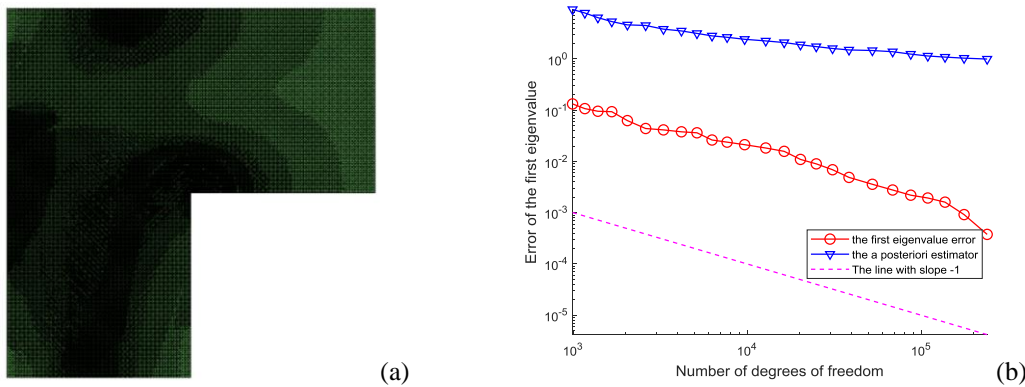 (a)
Error of the first eigenvalue
10^0
10^-1
10^-2
10^-3
10^-4
10^-5
the first eigenvalue error
the a posteriori estimator
The line with slope -1
10^3
10^4
10^5
Number of degrees of freedom
(b)